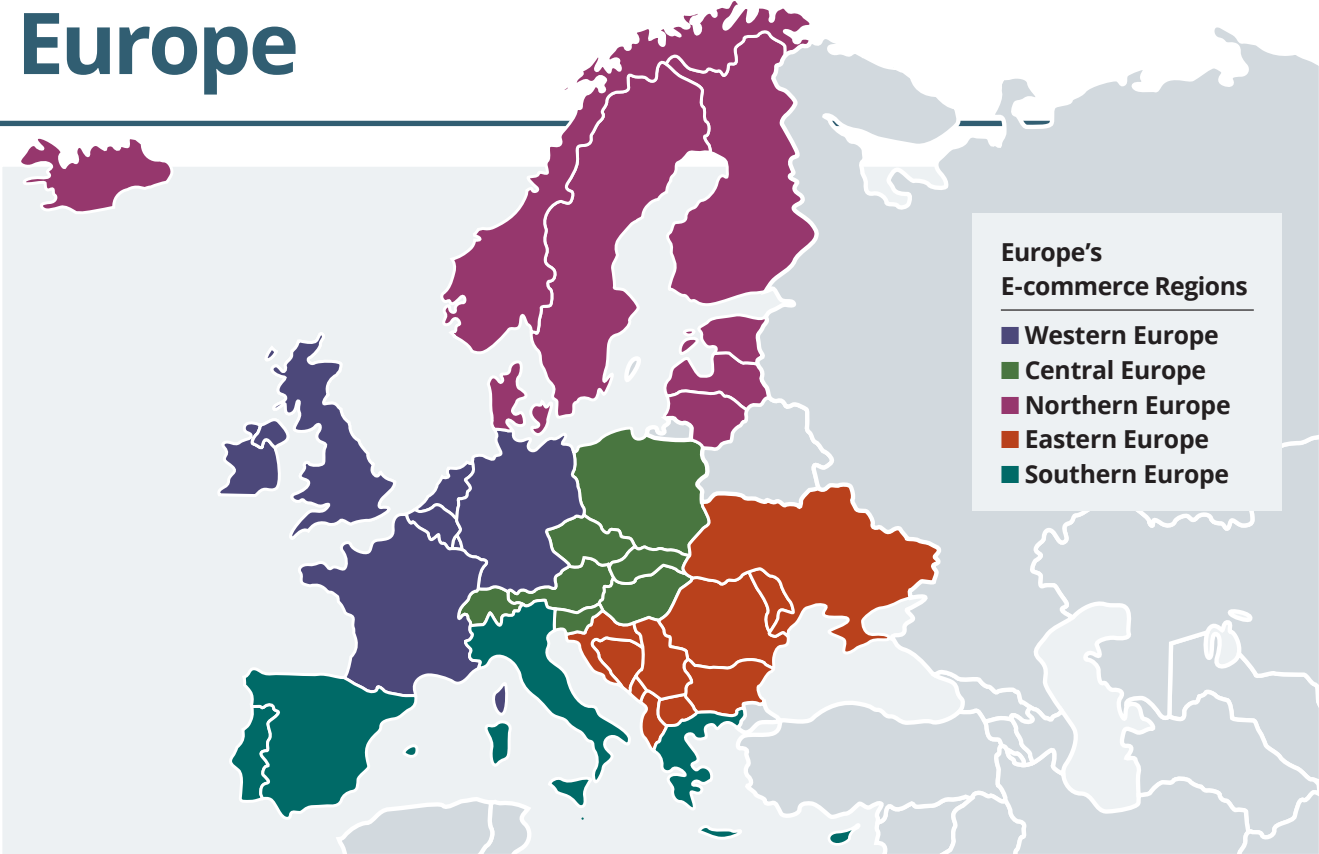 Europe
Europe’s
E-commerce Regions
Western Europe
Central Europe
Northern Europe
Eastern Europe
Southern Europe